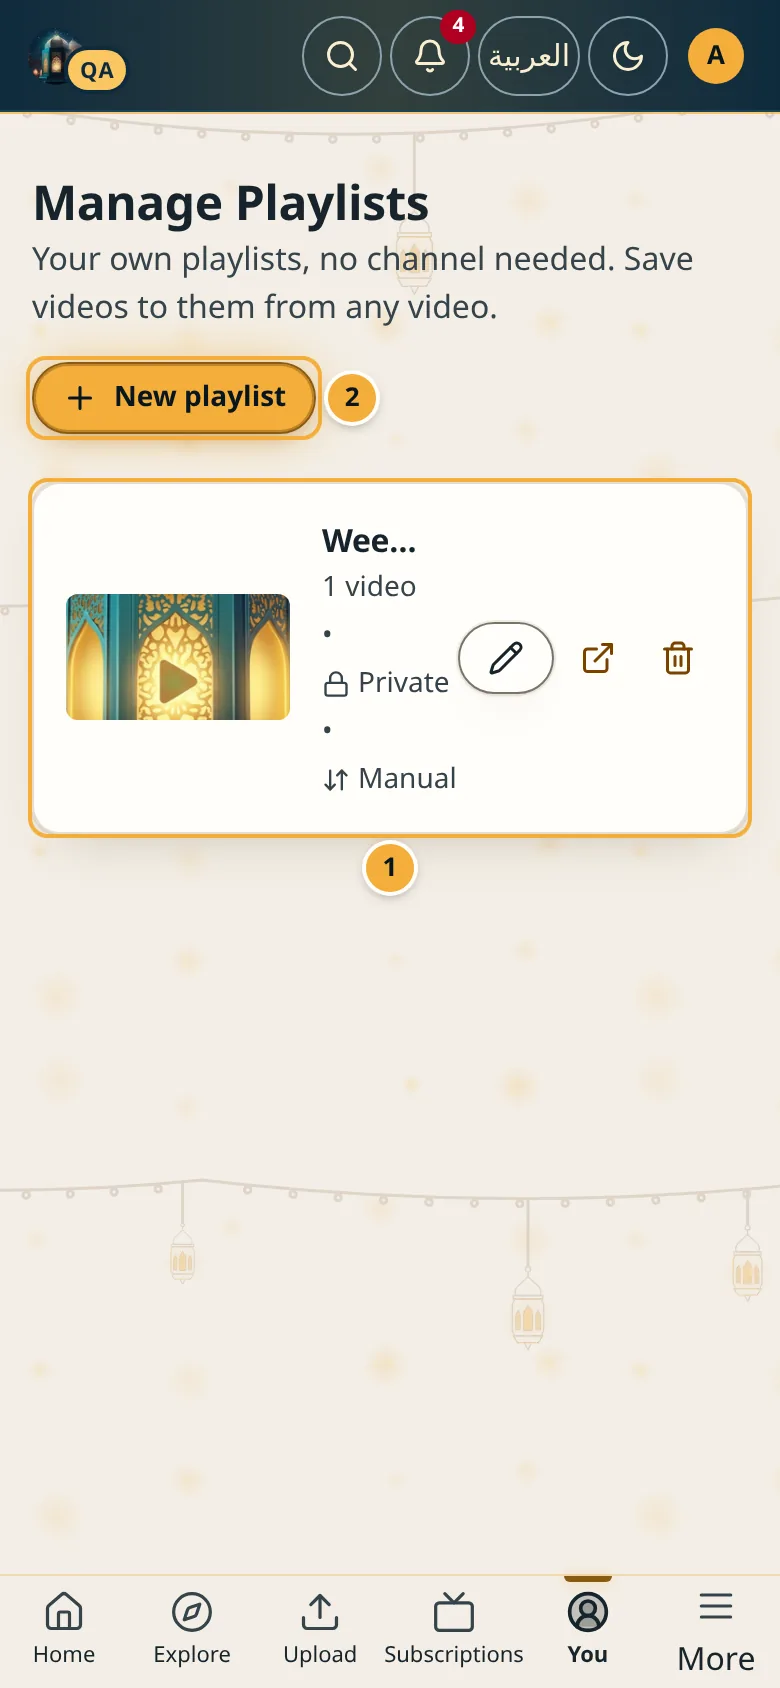 QA
4
العربية
A
Manage Playlists
Your own playlists, no channel needed. Save
videos to them from any video.
New playlist
2
Wee...
1 video
•
Private
•
Manual
1
Home
Explore
Upload
Subscriptions
You
More